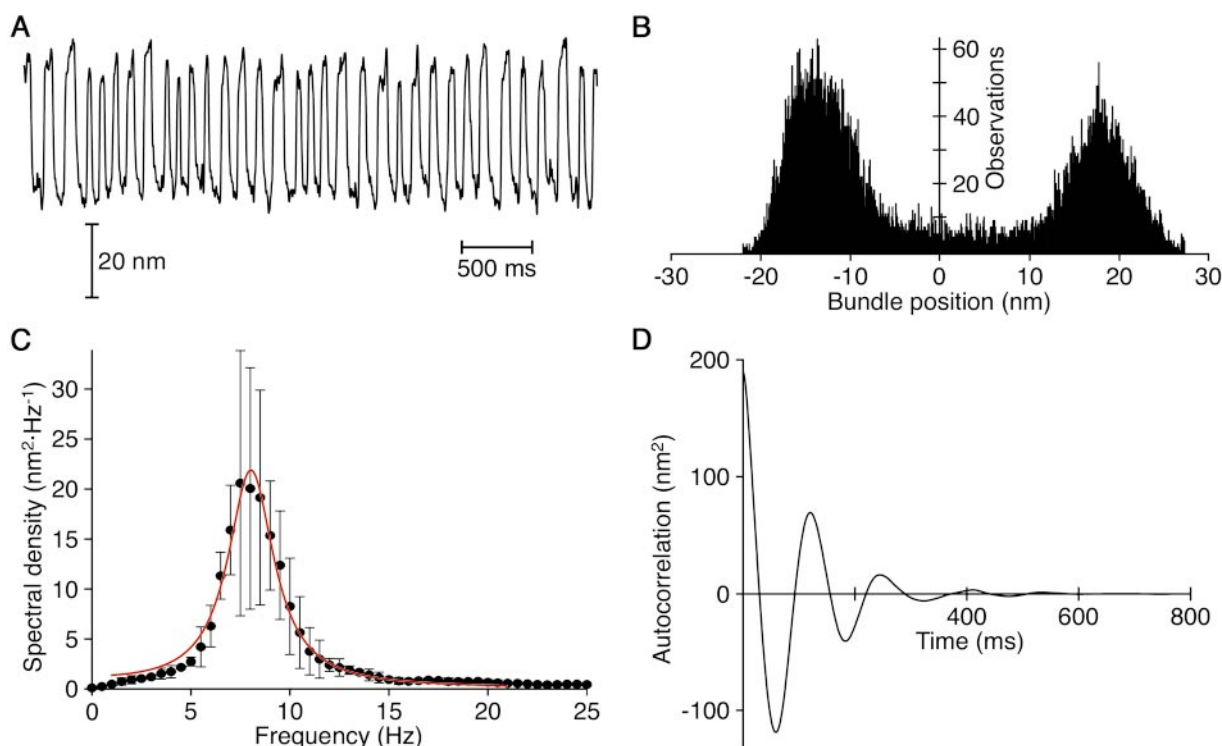 A
20 nm
500 ms
B
60
40
20
Observations
-30 -20 -10 0 10 20 30
Bundle position (nm)
C
30
25
20
15
10
5
0
Spectral density (nm²·Hz⁻¹)
0 5 10 15 20 25
Frequency (Hz)
D
200
100
0
-100
Autocorrelation (nm²)
400 600 800
Time (ms)